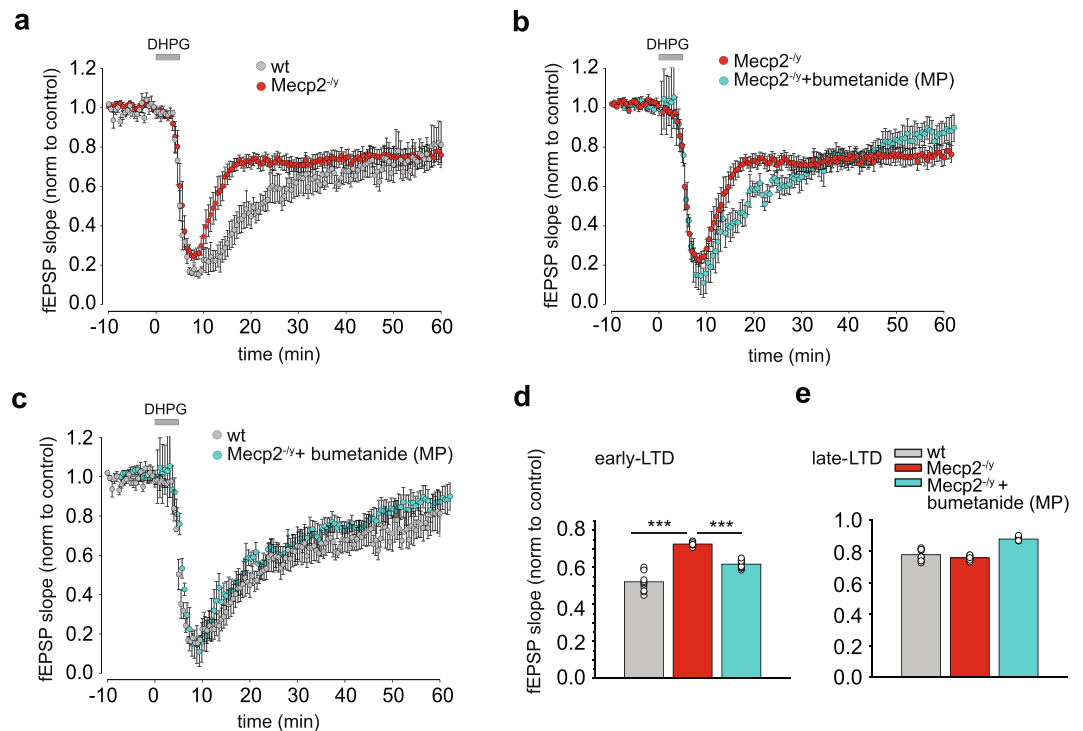 a
DHPG
wt
Mecp2-/y
fEPSP slope (norm to control)
1.2
1.0
0.8
0.6
0.4
0.2
0.0
-10 0 10 20 30 40 50 60
time (min)
b
DHPG
Mecp2-/y
Mecp2-/y+bumetanide (MP)
fEPSP slope (norm to control)
1.2
1.0
0.8
0.6
0.4
0.2
0.0
-10 0 10 20 30 40 50 60
time (min)
c
DHPG
wt
Mecp2-/y+ bumetanide (MP)
fEPSP slope (norm to control)
1.2
1.0
0.8
0.6
0.4
0.2
0.0
-10 0 10 20 30 40 50 60
time (min)
d
early-LTD
fEPSP slope (norm to control)
*** ***
0.8
0.6
0.4
0.2
0.0
e
late-LTD
wt
Mecp2-/y
Mecp2-/y +
bumetanide (MP)
1.0
0.8
0.6
0.4
0.2
0.0